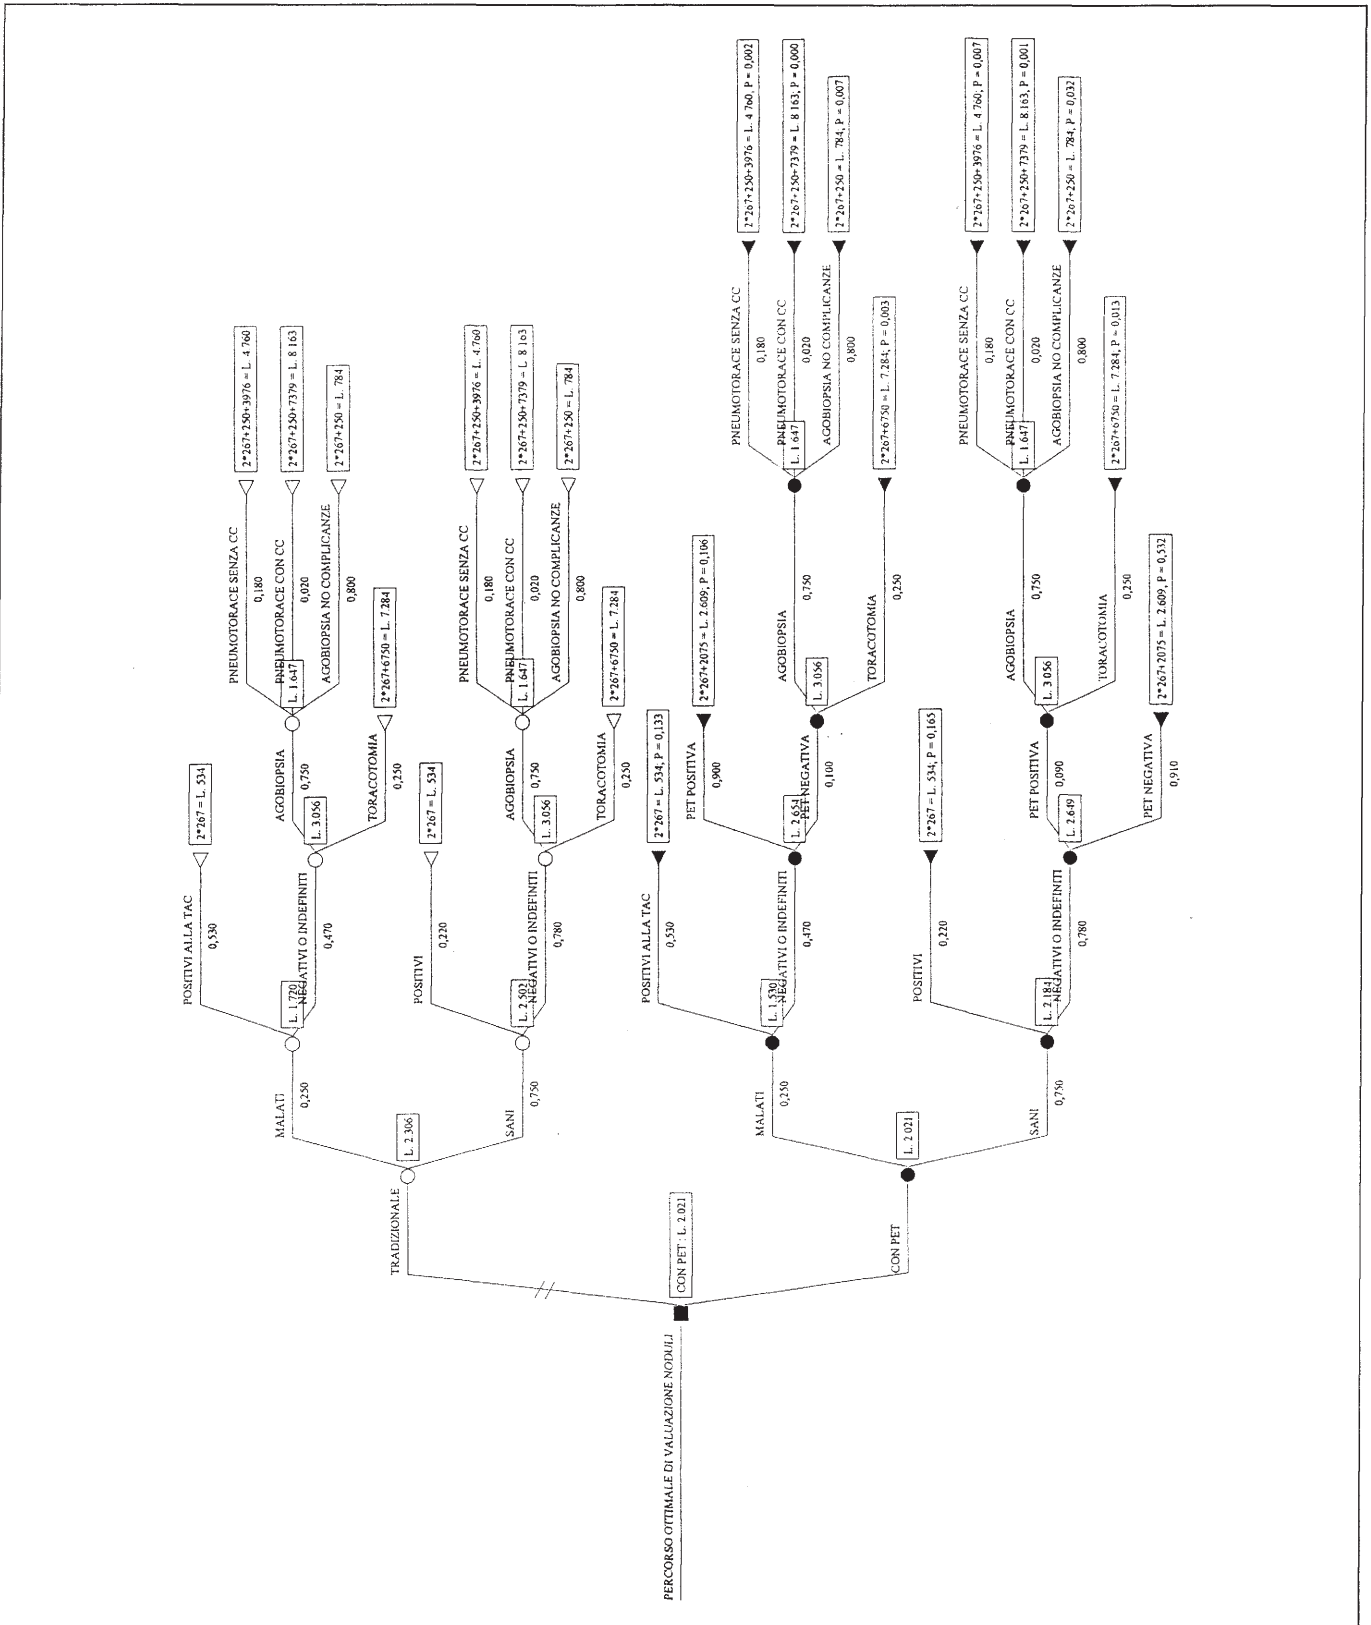 PERCORSO OTTIMALE DI VALUAZIONE NODULI
CON PET : L. 2.021
TRADIZIONALE
L. 2 306
MALATI
0,250
L. 1.720
POSITIVI ALLA TAC
0,530
2*267 = L. 534
NEGATIVI O INDEFINITI
0,470
L. 3.056
AGOBIOPSIA
0,750
L. 1.647
PNEUMOTORACE SENZA CC
0,180
2*267+250+3976 = L. 4 760
PNEUMOTORACE CON CC
0,020
2*267+250+7379 = L. 8 163
AGOBIOPSIA NO COMPLICANZE
0,800
2*267+250 = L. 784
TORACOTOMIA
0,250
2*267+6750 = L. 7.284
SANI
0,750
L. 2.502
POSITIVI
0,220
2*267 = L. 534
NEGATIVI O INDEFINITI
0,780
L. 3.056
AGOBIOPSIA
0,750
L. 1.647
PNEUMOTORACE SENZA CC
0,180
2*267+250+3976 = L. 4.760
PNEUMOTORACE CON CC
0,020
2*267+250+7379 = L. 8 163
AGOBIOPSIA NO COMPLICANZE
0,800
2*267+250 = L. 784
TORACOTOMIA
0,250
2*267+6750 = L. 7.284
CON PET
L. 2 021
MALATI
0,250
L. 1.530
POSITIVI ALLA TAC
0,530
2*267 = L. 534; P = 0,133
NEGATIVI O INDEFINITI
0,470
L. 2.654
PET POSITIVA
0,900
2*267+2075 = L. 2.609; P = 0,106
PET NEGATIVA
0,100
L. 3.056
AGOBIOPSIA
0,750
L. 1.647
PNEUMOTORACE SENZA CC
0,180
2*267+250+3976 = L. 4 760, P = 0,002
PNEUMOTORACE CON CC
0,020
2*267+250+7379 = L. 8 163; P = 0,000
AGOBIOPSIA NO COMPLICANZE
0,800
2*267+250 = L. 784; P = 0,007
TORACOTOMIA
0,250
2*267+6750 = L. 7.284; P = 0,003
SANI
0,750
L. 2.184
POSITIVI
0,220
2*267 = L. 534; P = 0,165
NEGATIVI O INDEFINITI
0,780
L. 2.649
PET POSITIVA
0,090
L. 3.056
AGOBIOPSIA
0,750
L. 1.647
PNEUMOTORACE SENZA CC
0,180
2*267+250+3976 = L. 4 760; P = 0,007
PNEUMOTORACE CON CC
0,020
2*267+250+7379 = L. 8.163, P = 0,001
AGOBIOPSIA NO COMPLICANZE
0,800
2*267+250 = L. 784, P = 0,032
TORACOTOMIA
0,250
2*267+6750 = L. 7 284; P = 0,013
PET NEGATIVA
0,910
2*267+2075 = L. 2.609, P = 0,532